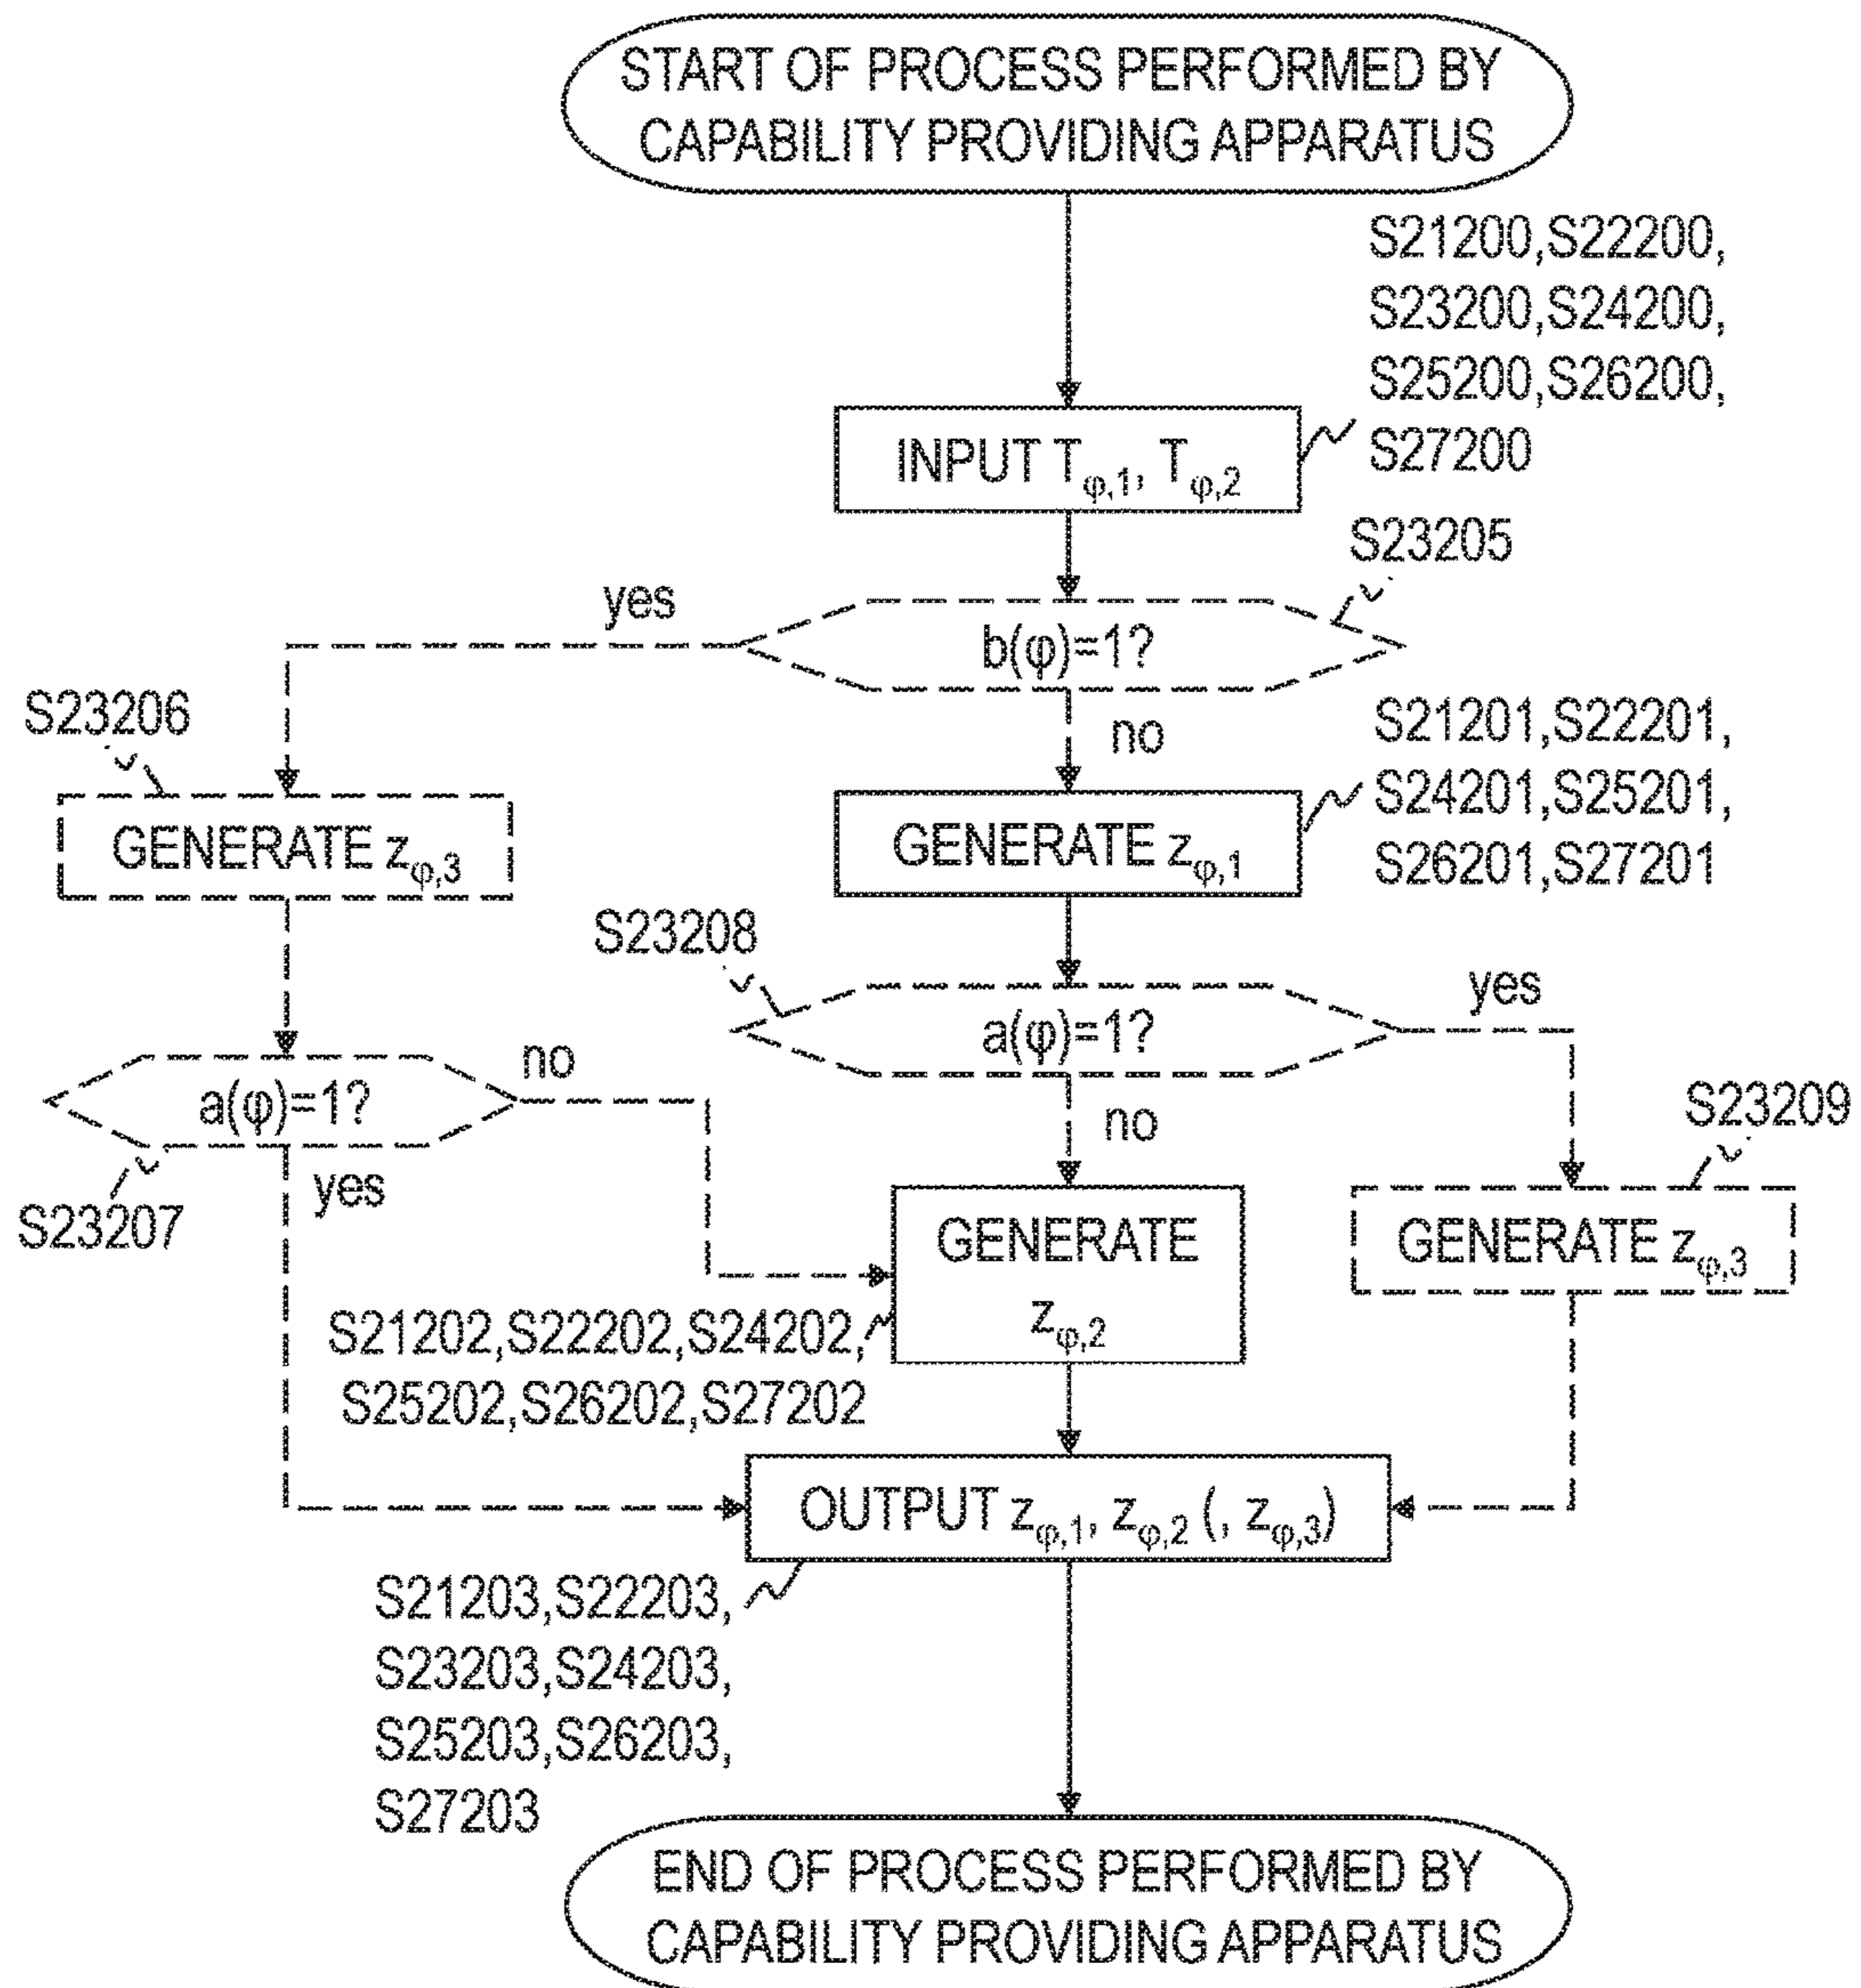 START OF PROCESS PERFORMED BY
CAPABILITY PROVIDING APPARATUS
S21200,S22200,
S23200,S24200,
S25200,S26200,
S27200
INPUT Tφ,1, Tφ,2
S23205
yes
b(φ)=1?
no
S23206
GENERATE zφ,3
S21201,S22201,
S24201,S25201,
S26201,S27201
GENERATE zφ,1
S23208
a(φ)=1?
yes
no
a(φ)=1?
no
yes
S23207
S23209
GENERATE zφ,3
GENERATE
zφ,2
S21202,S22202,S24202,
S25202,S26202,S27202
OUTPUT zφ,1, zφ,2 (, zφ,3)
S21203,S22203,
S23203,S24203,
S25203,S26203,
S27203
END OF PROCESS PERFORMED BY
CAPABILITY PROVIDING APPARATUS